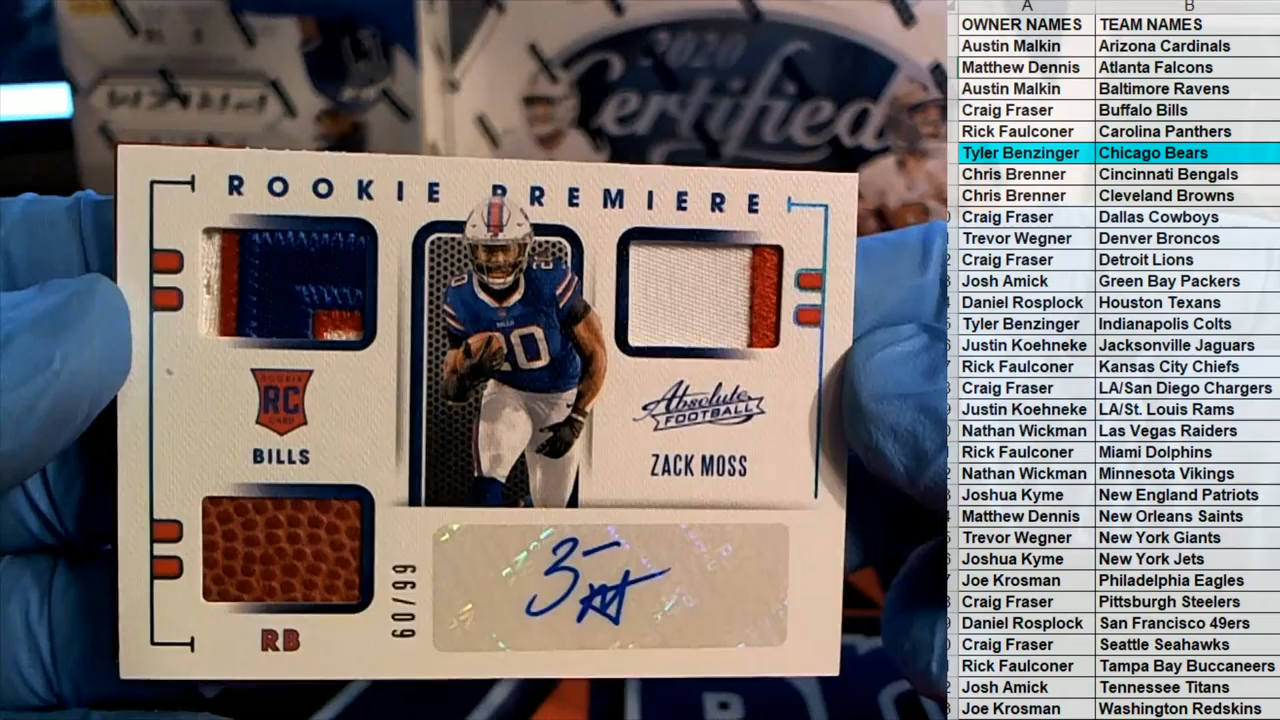 2020
Certified
ROOKIE PREMIERE
20
BILLS
20
ROOKIE
RC
CARD
BILLS
Absolute
FOOTBALL
ZACK MOSS
60/99
RB
A B
OWNER NAMES TEAM NAMES
Austin Malkin Arizona Cardinals
Matthew Dennis Atlanta Falcons
Austin Malkin Baltimore Ravens
Craig Fraser Buffalo Bills
Rick Faulconer Carolina Panthers
Tyler Benzinger Chicago Bears
Chris Brenner Cincinnati Bengals
Chris Brenner Cleveland Browns
Craig Fraser Dallas Cowboys
Trevor Wegner Denver Broncos
Craig Fraser Detroit Lions
Josh Amick Green Bay Packers
Daniel Rosplock Houston Texans
Tyler Benzinger Indianapolis Colts
Justin Koehneke Jacksonville Jaguars
Rick Faulconer Kansas City Chiefs
Craig Fraser LA/San Diego Chargers
Justin Koehneke LA/St. Louis Rams
Nathan Wickman Las Vegas Raiders
Rick Faulconer Miami Dolphins
Nathan Wickman Minnesota Vikings
Joshua Kyme New England Patriots
Matthew Dennis New Orleans Saints
Trevor Wegner New York Giants
Joshua Kyme New York Jets
Joe Krosman Philadelphia Eagles
Craig Fraser Pittsburgh Steelers
Daniel Rosplock San Francisco 49ers
Craig Fraser Seattle Seahawks
Rick Faulconer Tampa Bay Buccaneers
Josh Amick Tennessee Titans
Joe Krosman Washington Redskins